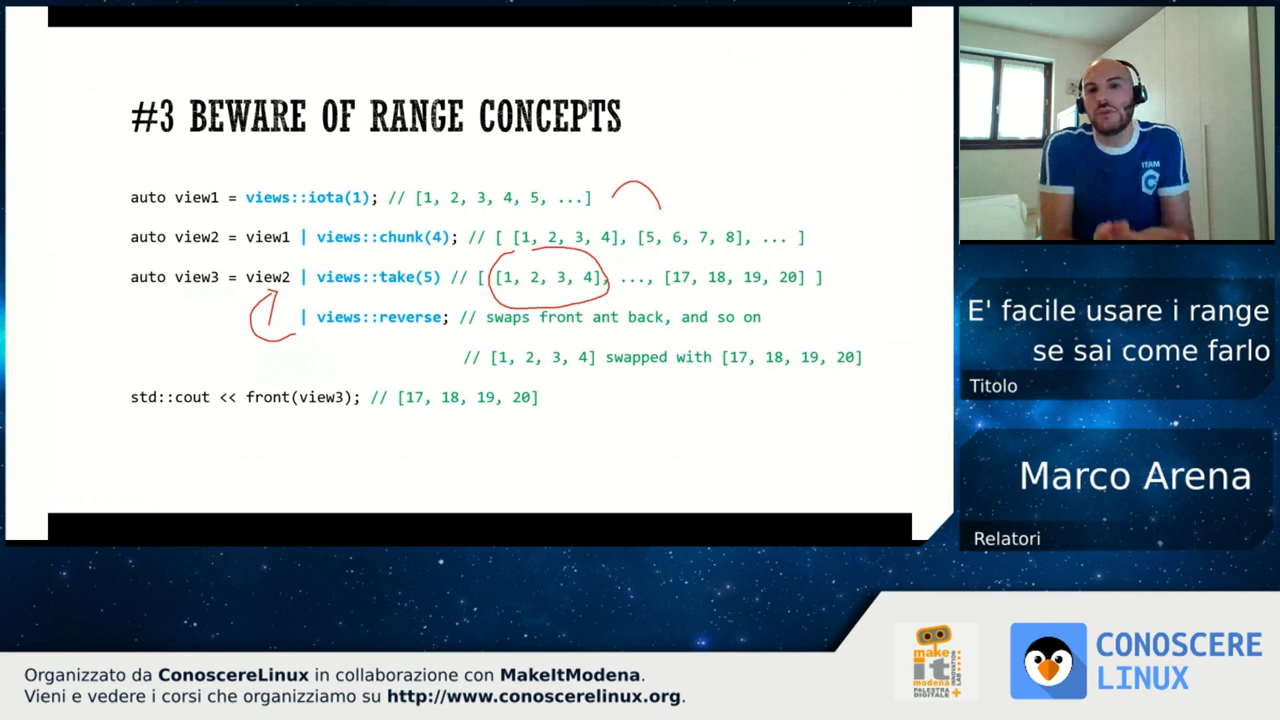 #3 BEWARE OF RANGE CONCEPTS
auto view1 = views::iota(1); // [1, 2, 3, 4, 5, ...]
auto view2 = view1 | views::chunk(4); // [ [1, 2, 3, 4], [5, 6, 7, 8], ... ]
auto view3 = view2 | views::take(5) // [ [1, 2, 3, 4], ..., [17, 18, 19, 20] ]
| views::reverse; // swaps front ant back, and so on
// [1, 2, 3, 4] swapped with [17, 18, 19, 20]
std::cout << front(view3); // [17, 18, 19, 20]
TEAM
E' facile usare i range
se sai come farlo
Titolo
Marco Arena
Relatori
Organizzato da ConoscereLinux in collaborazione con MakeItModena.
Vieni e vedere i corsi che organizziamo su http://www.conoscerelinux.org.
make
it
modena
PALESTRA
DIGITALE
INNOVATION
LAB
CONOSCERE
LINUX